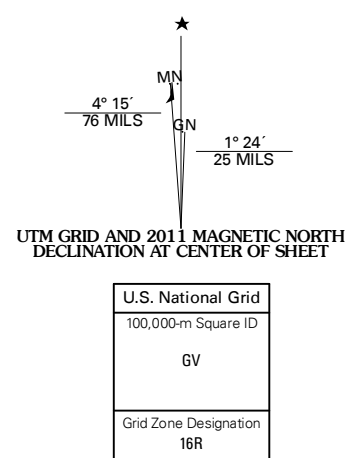 ★
MN
GN
4° 15´
76 MILS
1° 24´
25 MILS
UTM GRID AND 2011 MAGNETIC NORTH
DECLINATION AT CENTER OF SHEET
U.S. National Grid
100,000-m Square ID
GV
Grid Zone Designation
16R